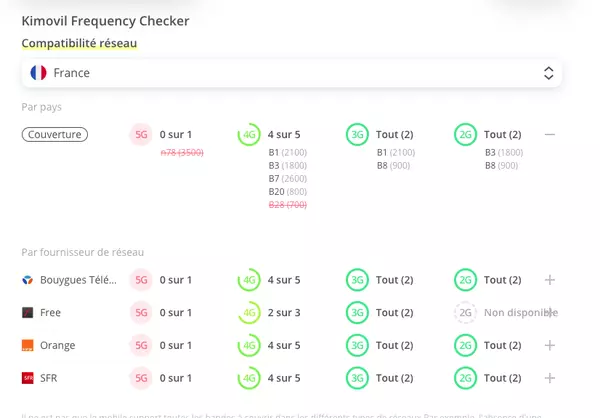 Kimovil Frequency Checker
Compatibilité réseau
France
Par pays
Couverture 5G 0 sur 1 4G 4 sur 5 3G Tout (2) 2G Tout (2)
n78 (3500) B1 (2100) B1 (2100) B3 (1800)
B3 (1800) B8 (900) B8 (900)
B7 (2600)
B20 (800)
B28 (700)
Par fournisseur de réseau
Bouygues Télé... 5G 0 sur 1 4G 4 sur 5 3G Tout (2) 2G Tout (2)
Free 5G 0 sur 1 4G 2 sur 3 3G Tout (2) 2G Non disponible
Orange 5G 0 sur 1 4G 4 sur 5 3G Tout (2) 2G Tout (2)
SFR SFR 5G 0 sur 1 4G 4 sur 5 3G Tout (2) 2G Tout (2)